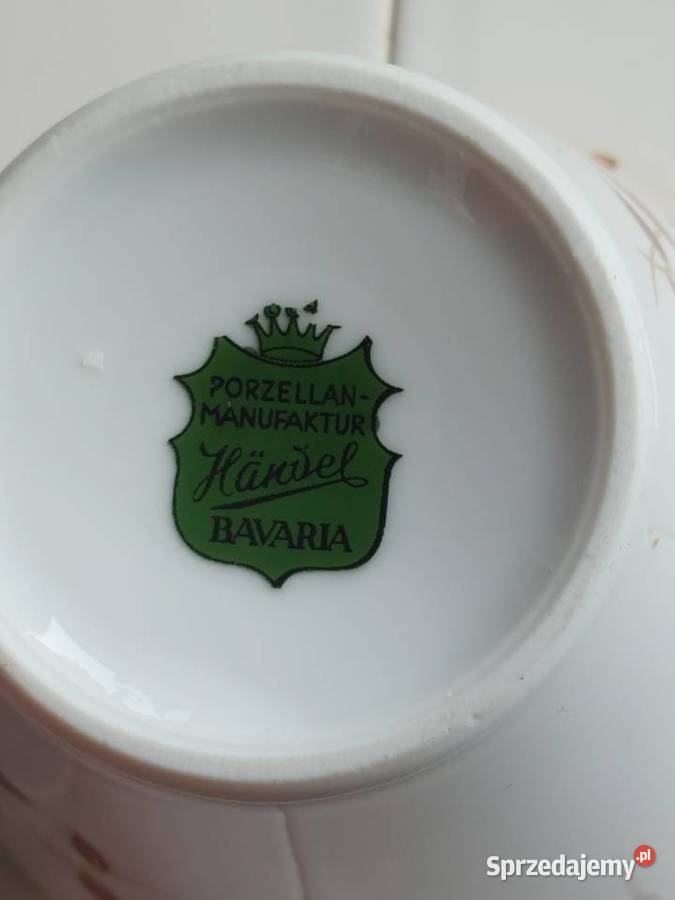 PORZELLAN-
MANUFAKTUR
Händel
BAVARIA
Sprzedajemy.pl